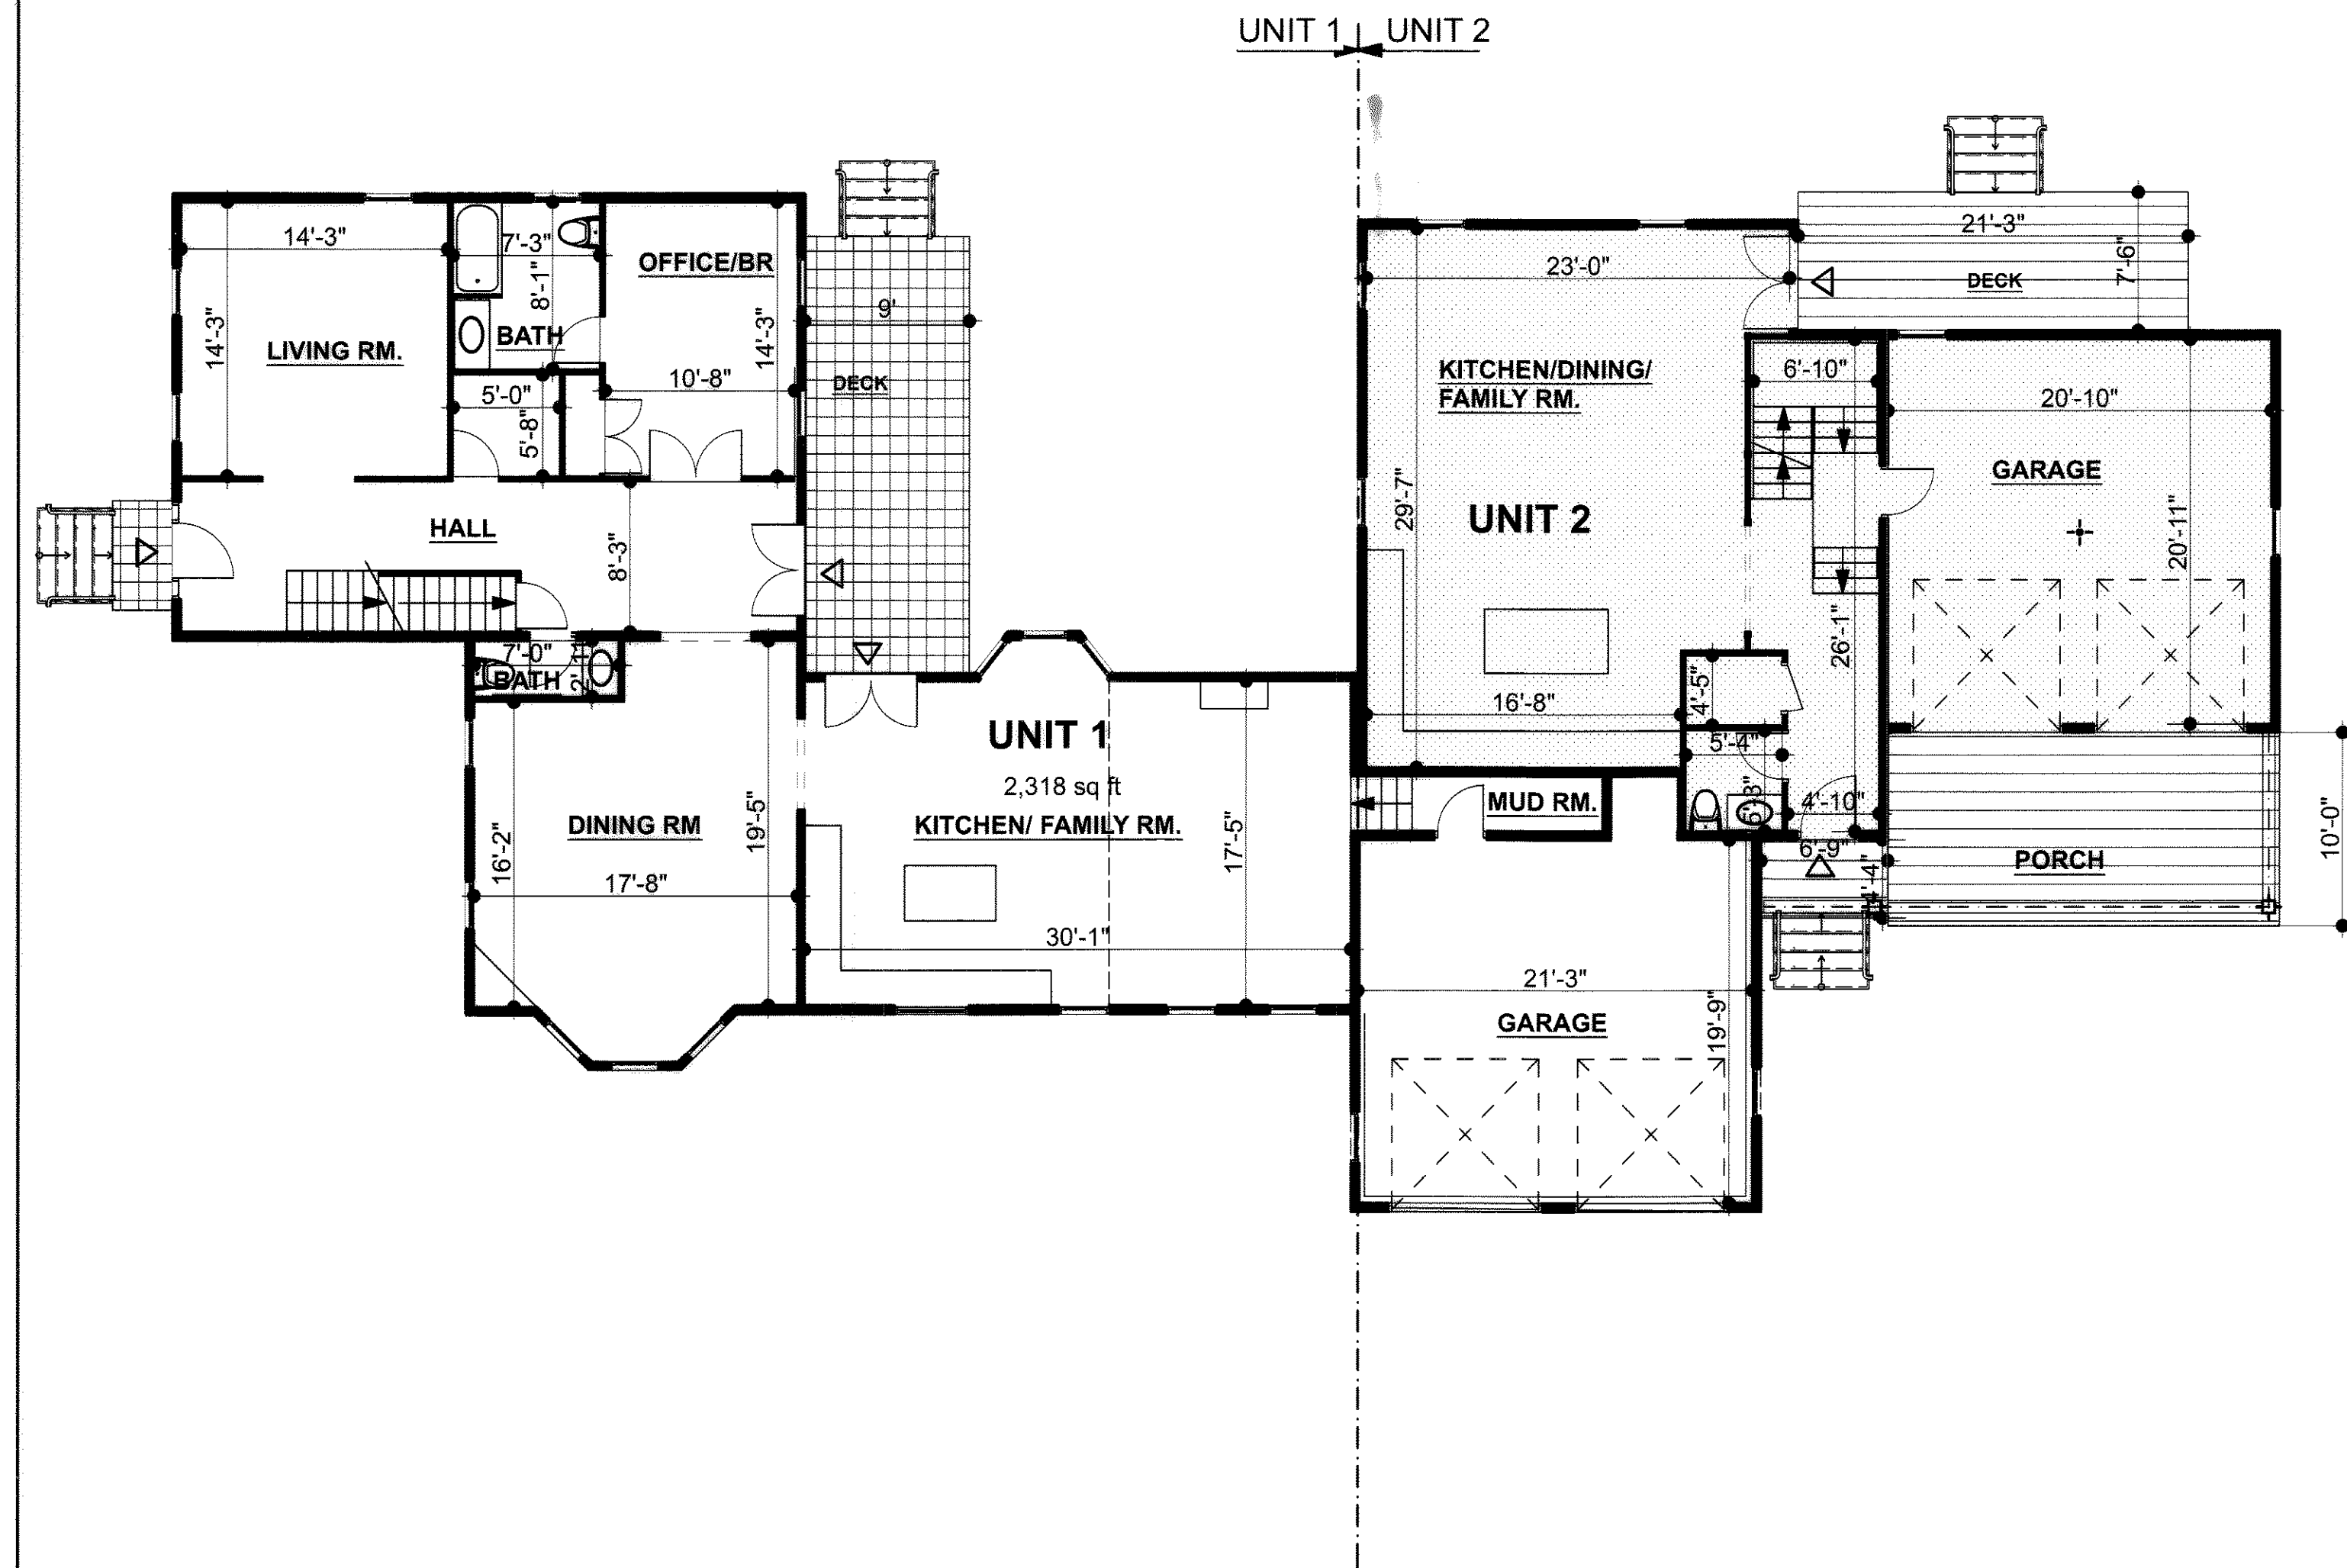 UNIT 1 UNIT 2
14'-3"
7'-3"
8'-1"
OFFICE/BR
14'-3"
LIVING RM.
BATH
14'-3"
10'-8"
5'-0"
5'-8"
9'
DECK
HALL
8'-3"
7'-0"
BATH
DINING RM
16'-2"
19'-5"
17'-8"
UNIT 1
2,318 sq ft
KITCHEN/ FAMILY RM.
17'-5"
30'-1"
23'-0"
21'-3"
7'-6"
DECK
KITCHEN/DINING/
FAMILY RM.
6'-10"
20'-10"
29'-7"
UNIT 2
GARAGE
20'-11"
26'-1"
16'-8"
4'-5"
5'-4"
6'-3"
4'-10"
MUD RM.
6'-9"
4'-4"
PORCH
10'-0"
21'-3"
GARAGE
19'-9"